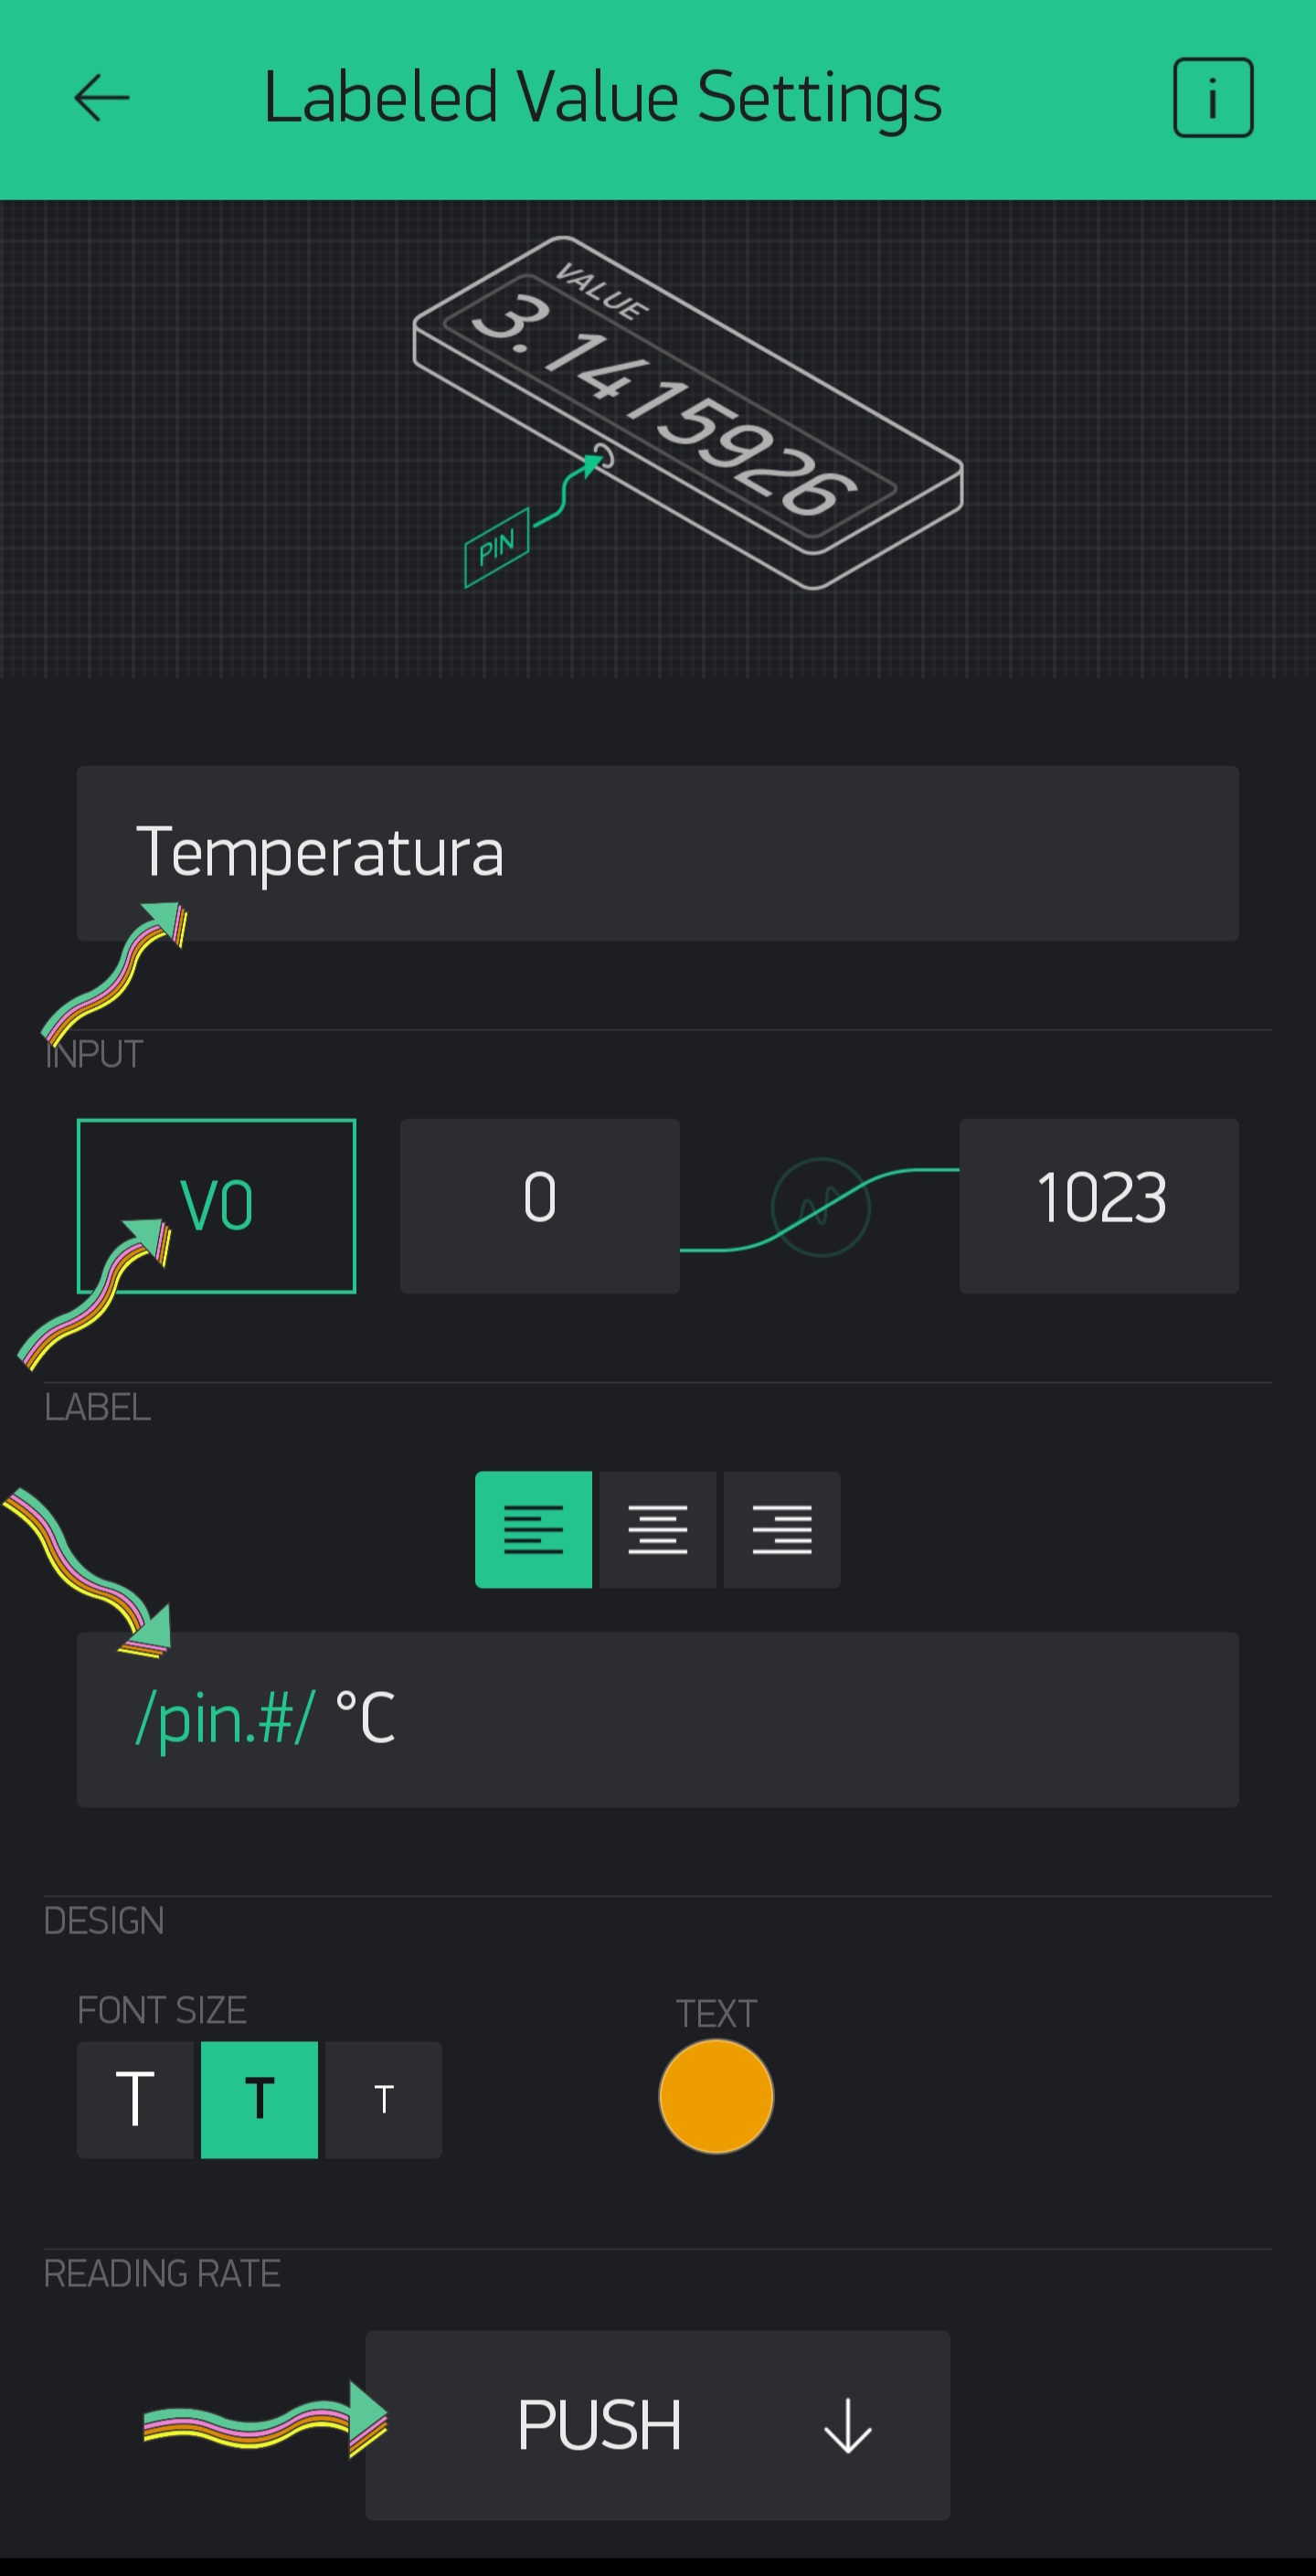 Labeled Value Settings
i
VALUE
3.1415926
PIN
Temperatura
INPUT
V0 0 1023
LABEL
/pin.#/ °C
DESIGN
FONT SIZE TEXT
T T T
READING RATE
PUSH